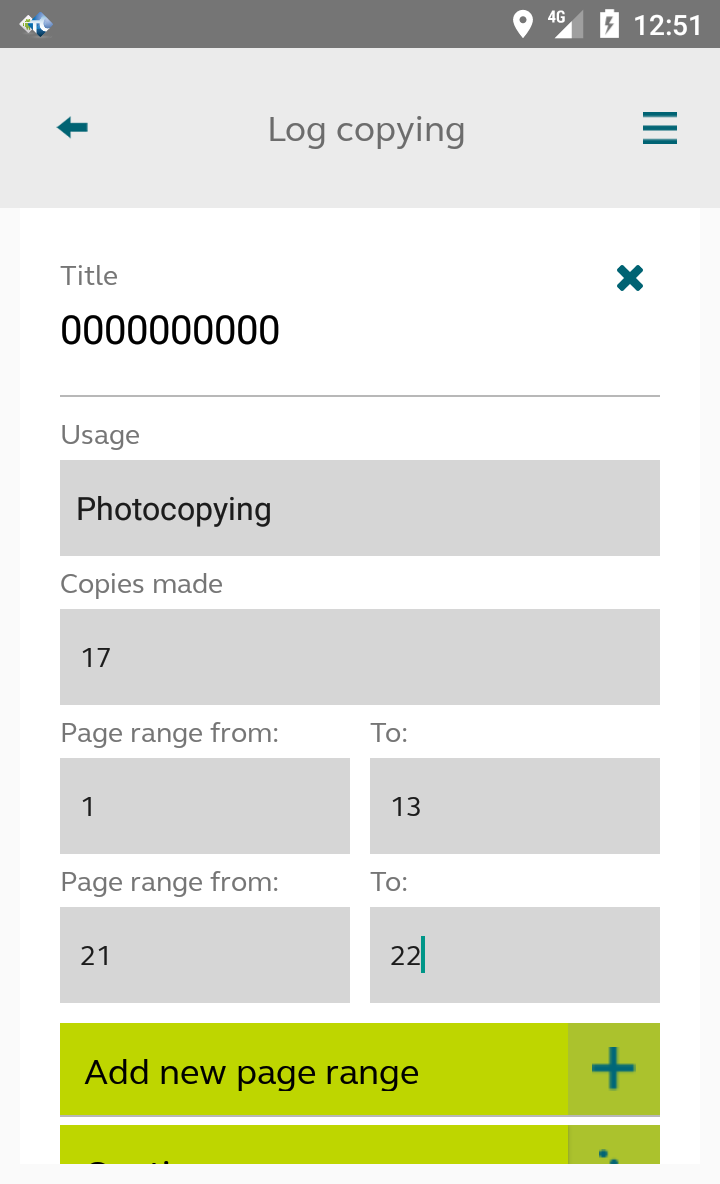 4G 12:51
Log copying
Title
0000000000
Usage
Photocopying
Copies made
17
Page range from: To:
1 13
Page range from: To:
21 22
Add new page range